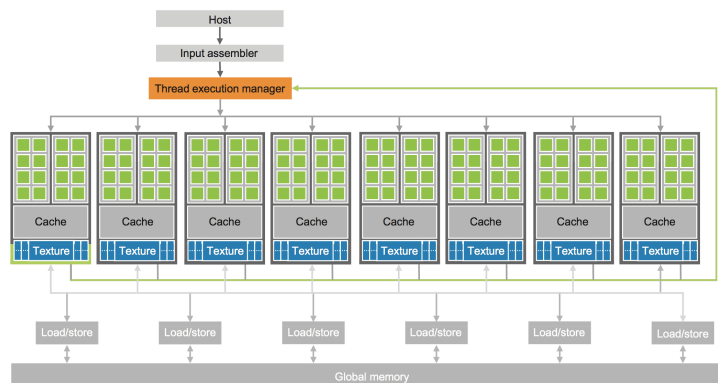 Host
Input assembler
Thread execution manager
Cache Cache Cache Cache Cache Cache Cache Cache
Texture Texture Texture Texture Texture Texture Texture Texture
Load/store Load/store Load/store Load/store Load/store Load/store
Global memory